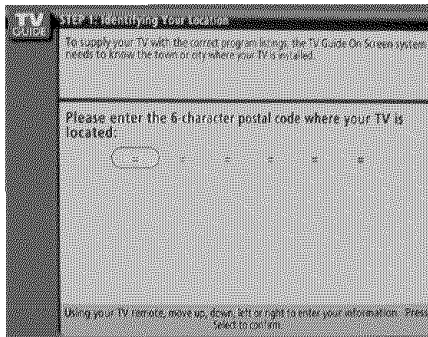 TV
GUIDE
STEP 1: Identifying Your Location
To supply your TV with the correct program listings, the TV Guide On Screen system
needs to know the town or city where your TV is installed.
Please enter the 6-character postal code where your TV is
located:
Using your TV remote, move up, down, left or right to enter your information. Press
Select to confirm.